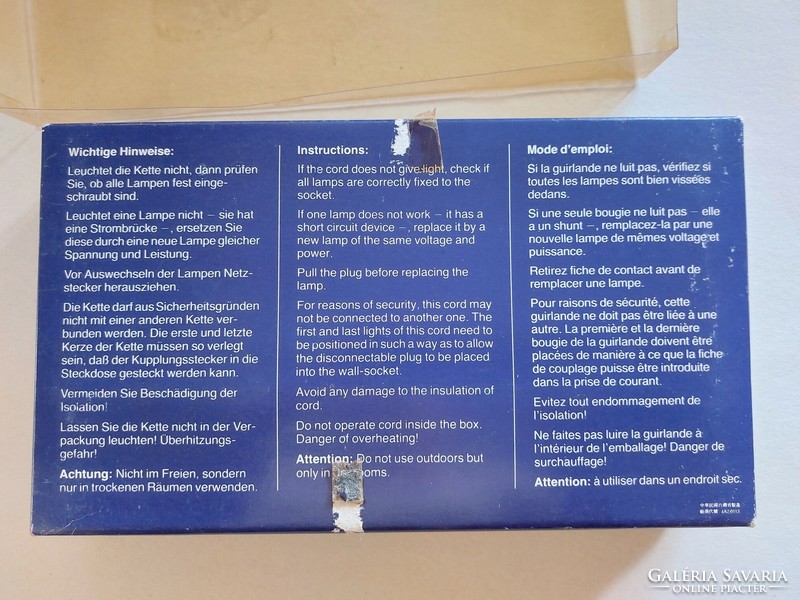 Wichtige Hinweise:
Leuchtet die Kette nicht, dann prüfen
Sie, ob alle Lampen fest einge-
schraubt sind.
Leuchtet eine Lampe nicht – sie hat
eine Strombrücke –, ersetzen Sie
diese durch eine neue Lampe gleicher
Spannung und Leistung.
Vor Auswechseln der Lampen Netz-
stecker herausziehen.
Die Kette darf aus Sicherheitsgründen
nicht mit einer anderen Kette ver-
bunden werden. Die erste und letzte
Kerze der Kette müssen so verlegt
sein, daß der Kupplungsstecker in die
Steckdose gesteckt werden kann.
Vermeiden Sie Beschädigung der
Isolation!
Lassen Sie die Kette nicht in der Ver-
packung leuchten! Überhitzungs-
gefahr!
Achtung: Nicht im Freien, sondern
nur in trockenen Räumen verwenden.
Instructions:
If the cord does not give light, check if
all lamps are correctly fixed to the
socket.
If one lamp does not work – it has a
short circuit device –, replace it by a
new lamp of the same voltage and
power.
Pull the plug before replacing the
lamp.
For reasons of security, this cord may
not be connected to another one. The
first and last lights of this cord need to
be positioned in such a way as to allow
the disconnectable plug to be placed
into the wall-socket.
Avoid any damage to the insulation of
cord.
Do not operate cord inside the box.
Danger of overheating!
Attention: Do not use outdoors but
only in
Mode d'emploi:
Si la guirlande ne luit pas, vérifiez si
toutes les lampes sont bien vissées
dedans.
Si une seule bougie ne luit pas – elle
a un shunt –, remplacez-la par une
nouvelle lampe de mêmes voltage et
puissance.
Retirez fiche de contact avant de
remplacer une lampe.
Pour raisons de sécurité, cette
guirlande ne doit pas être liée à une
autre. La première et la dernière
bougie de la guirlande doivent être
placées de manière à ce que la fiche
de couplage puisse être introduite
dans la prise de courant.
Evitez tout endommagement de
l'isolation!
Ne faites pas luire la guirlande à
l'intérieur de l'emballage! Danger de
surchauffage!
Attention: à utiliser dans un endroit sec.
GALÉRIA SAVARIA
ONLINE PIACTÉR